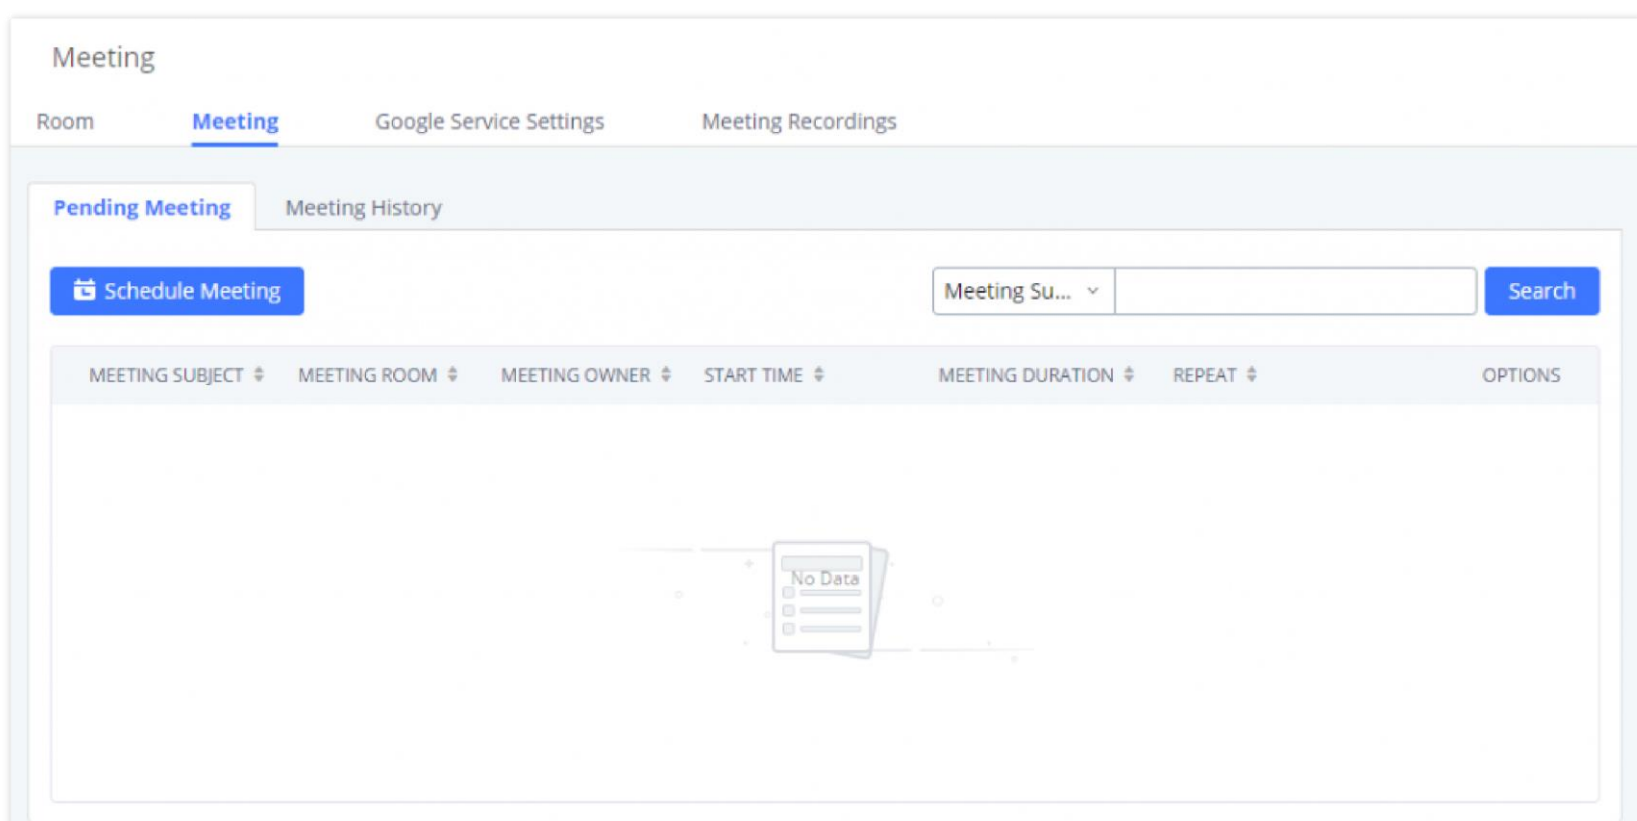 Meeting
Room Meeting Google Service Settings Meeting Recordings
Pending Meeting Meeting History
Schedule Meeting Meeting Su... Search
MEETING SUBJECT MEETING ROOM MEETING OWNER START TIME MEETING DURATION REPEAT OPTIONS
No Data